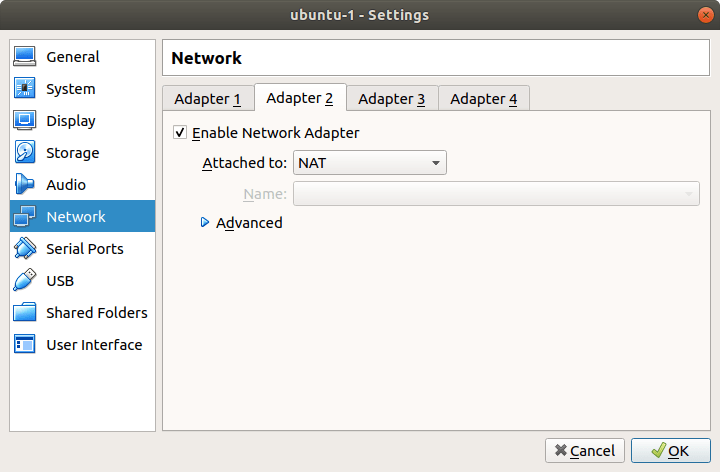 ubuntu-1 - Settings
General
System
Display
Storage
Audio
Network
Serial Ports
USB
Shared Folders
User Interface
Network
Adapter 1 Adapter 2 Adapter 3 Adapter 4
Enable Network Adapter
Attached to: NAT
Name:
Advanced
Cancel OK